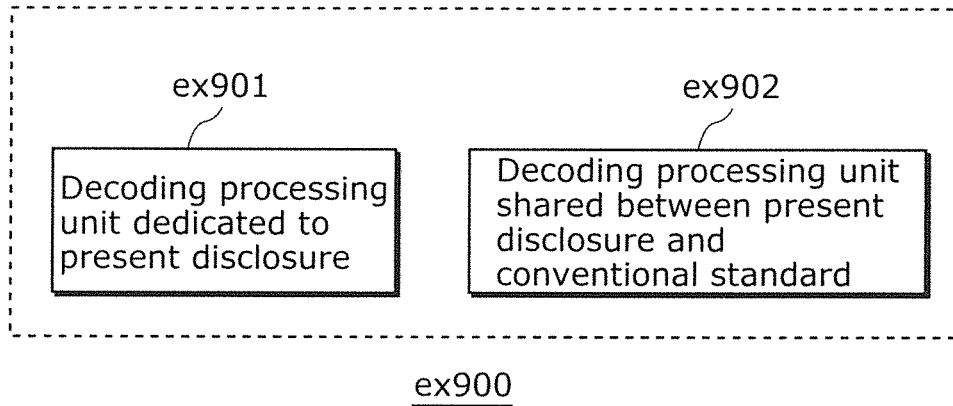 ex901
ex902
Decoding processing
unit dedicated to
present disclosure
Decoding processing unit
shared between present
disclosure and
conventional standard
ex900